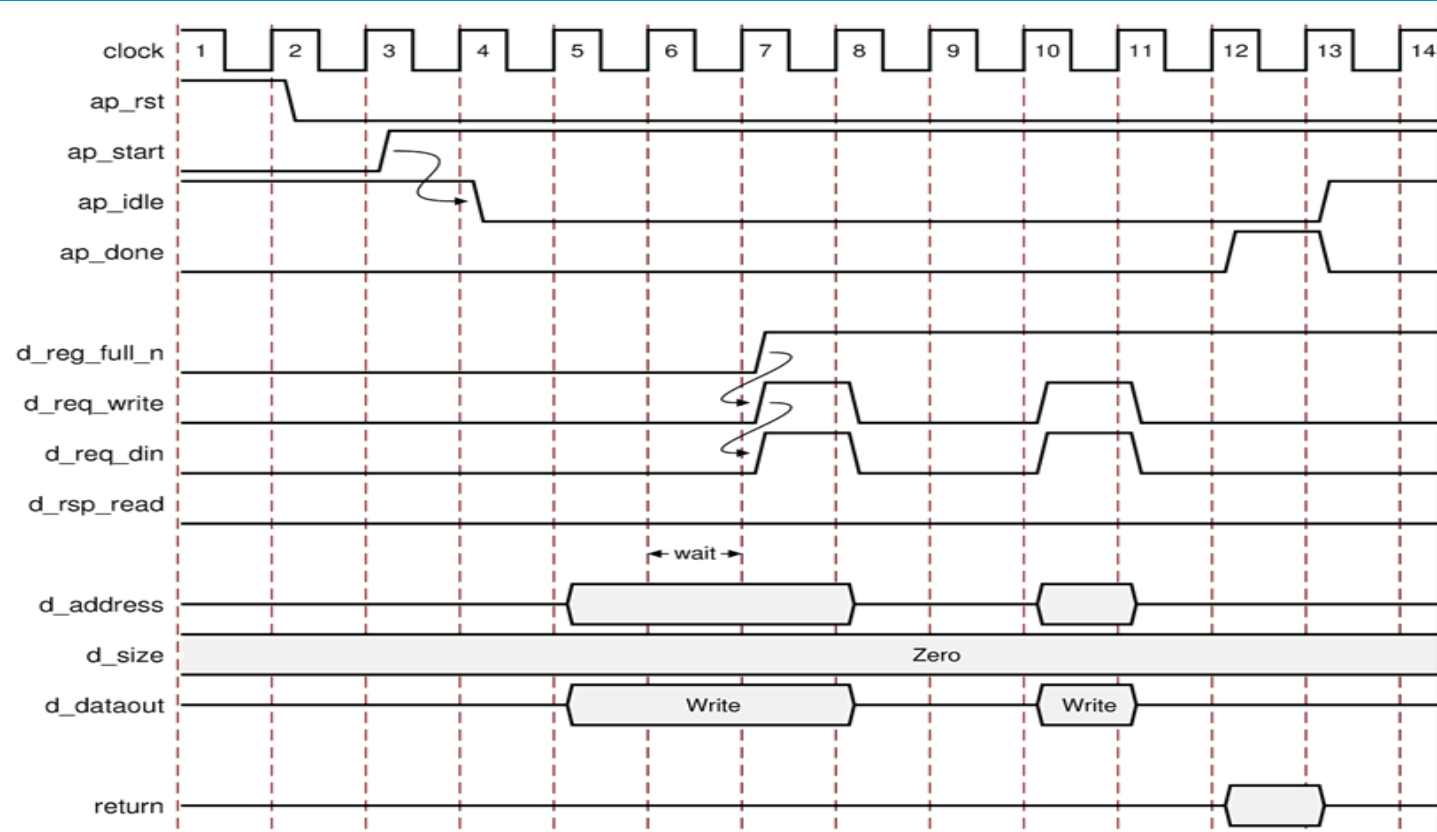 clock 1 2 3 4 5 6 7 8 9 10 11 12 13 14
ap_rst
ap_start
ap_idle
ap_done
d_reg_full_n
d_req_write
d_req_din
d_rsp_read
wait
d_address
d_size Zero
d_dataout Write Write
return